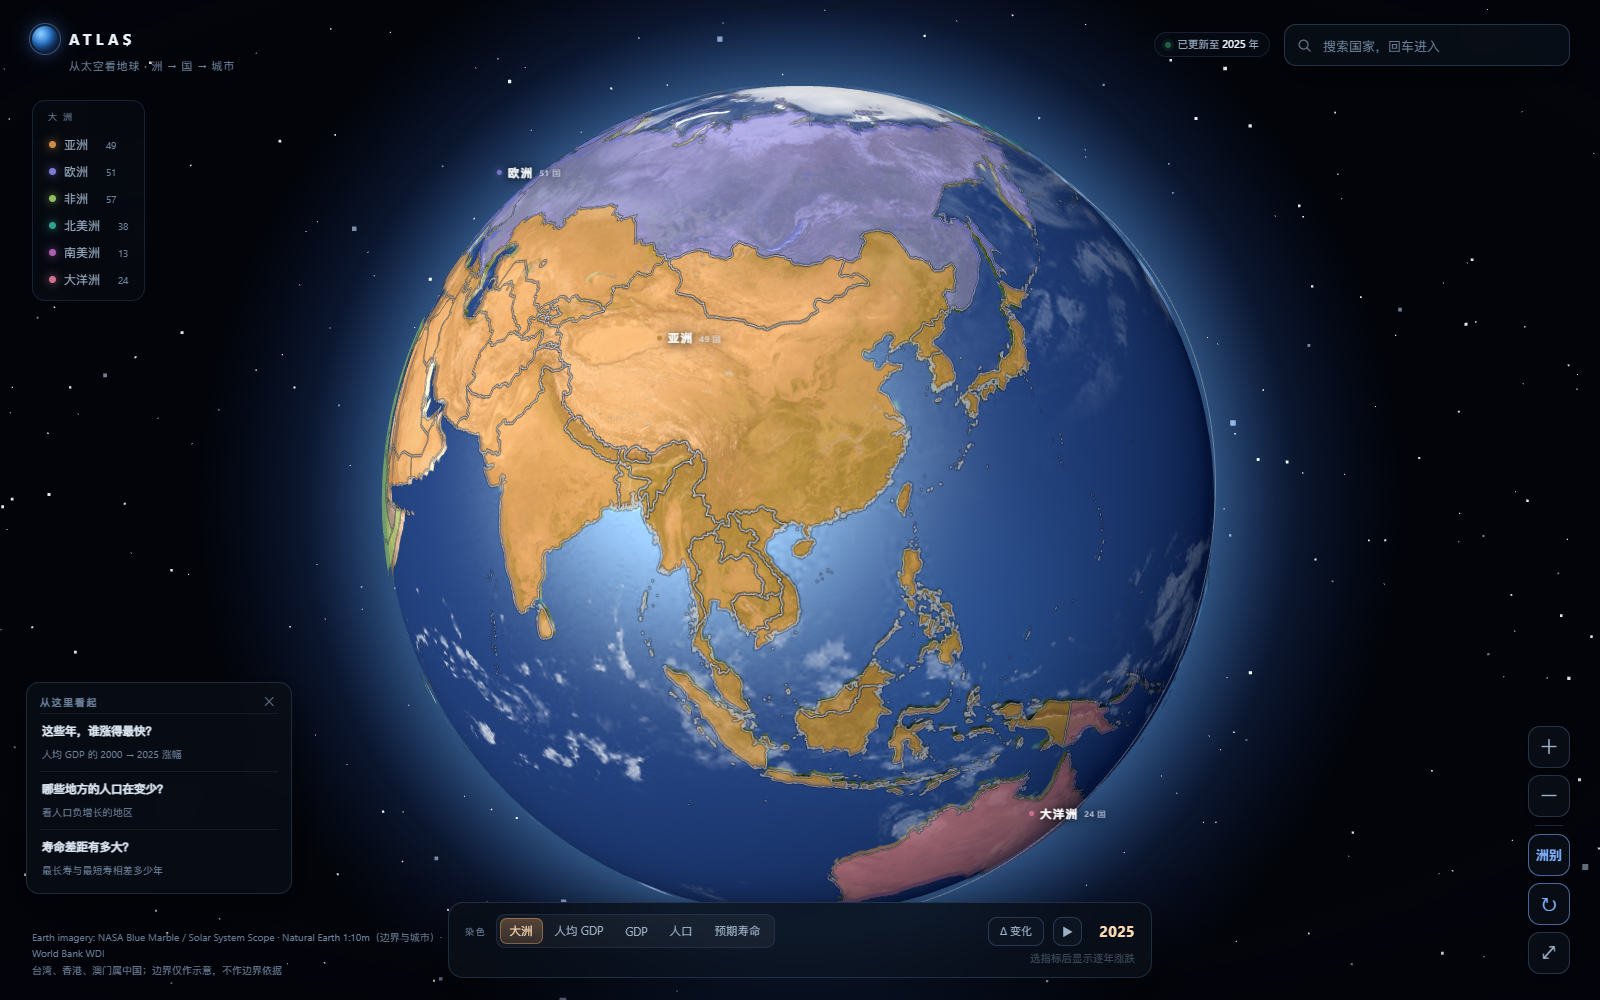 ATLAS
从太空看地球 · 洲 → 国 → 城市
已更新至 2025 年
搜索国家，回车进入
大 洲
亚洲 49
欧洲 51
非洲 57
北美洲 38
南美洲 13
大洋洲 24
欧洲 51 国
亚洲 49 国
大洋洲 24 国
从这里看起
这些年，谁涨得最快？
人均 GDP 的 2000 → 2025 涨幅
哪些地方的人口在变少？
看人口负增长的地区
寿命差距有多大？
最长寿与最短寿相差多少年
洲别
染色 大洲 人均 GDP GDP 人口 预期寿命 Δ 变化 2025
选指标后显示逐年涨跌
Earth imagery: NASA Blue Marble / Solar System Scope · Natural Earth 1:10m（边界与城市） ·
World Bank WDI
台湾、香港、澳门属中国；边界仅作示意，不作边界依据